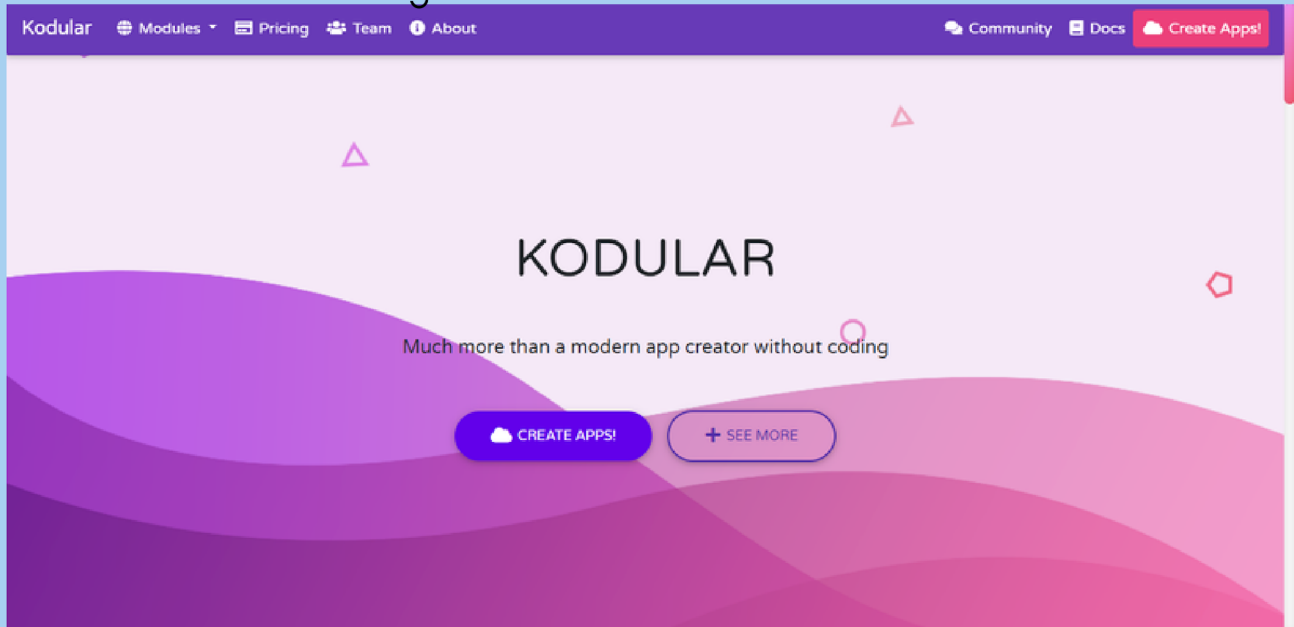 Kodular Modules Pricing Team About Community Docs Create Apps!
KODULAR
Much more than a modern app creator without coding
CREATE APPS! SEE MORE